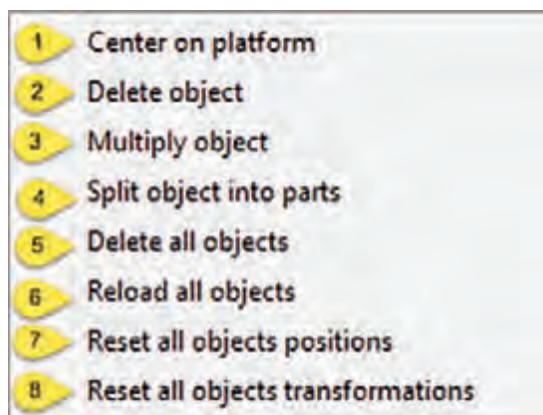 1 Center on platform
2 Delete object
3 Multiply object
4 Split object into parts
5 Delete all objects
6 Reload all objects
7 Reset all objects positions
8 Reset all objects transformations